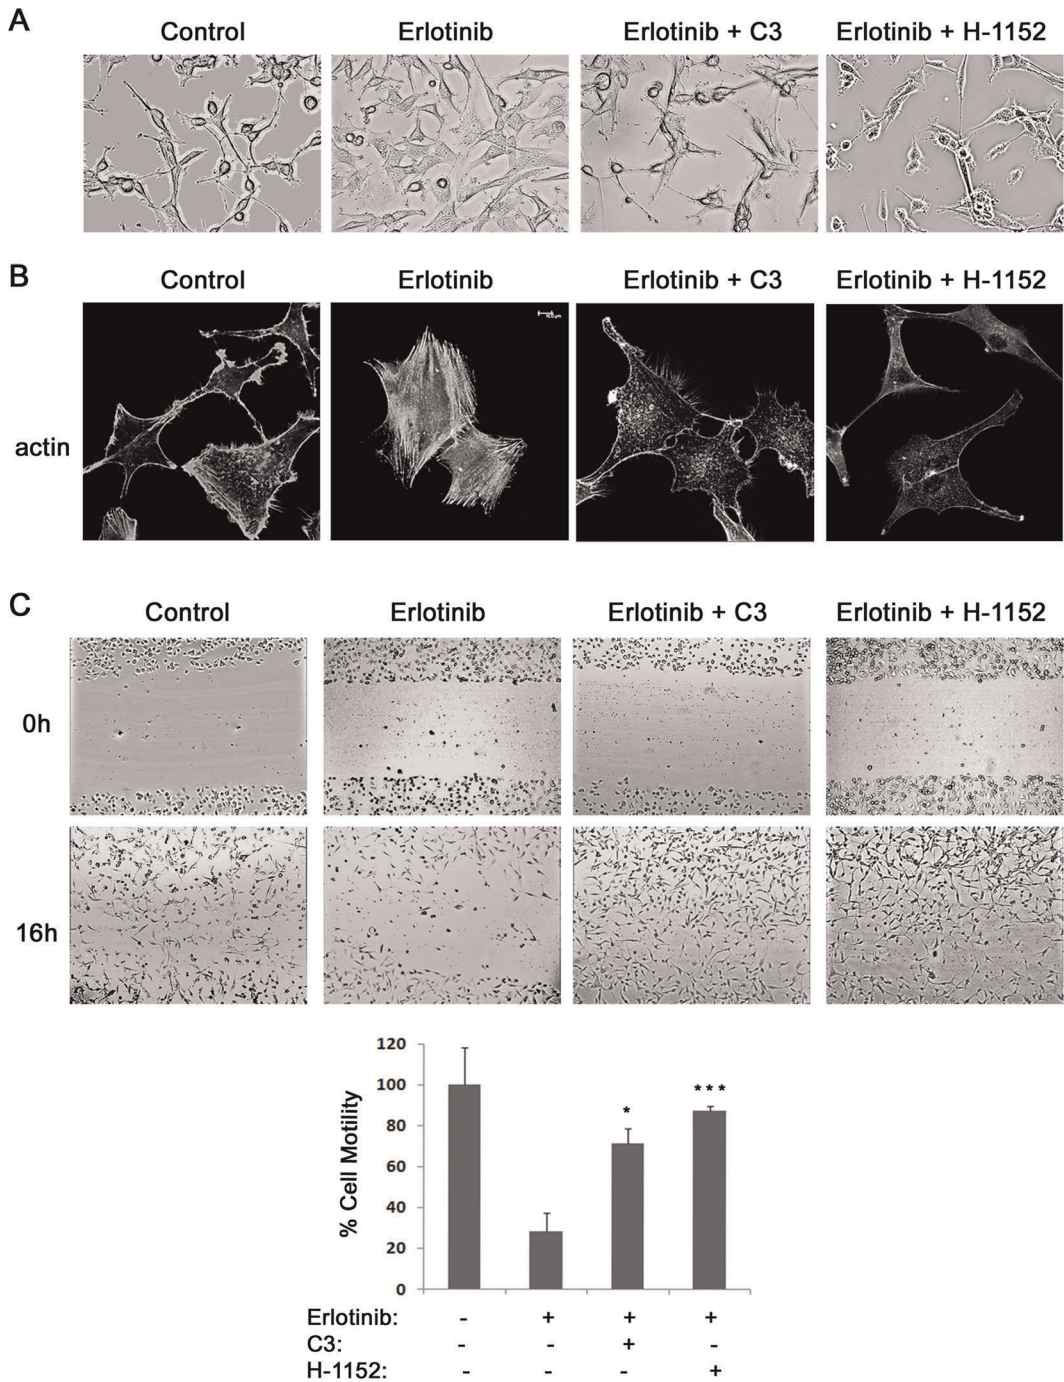 A
Control Erlotinib Erlotinib + C3 Erlotinib + H-1152
B
Control Erlotinib Erlotinib + C3 Erlotinib + H-1152
actin
C
Control Erlotinib Erlotinib + C3 Erlotinib + H-1152
0h
16h
% Cell Motility
120
100
80
60
40
20
0
*
***
Erlotinib: - + + +
C3: - - + -
H-1152: - - - +